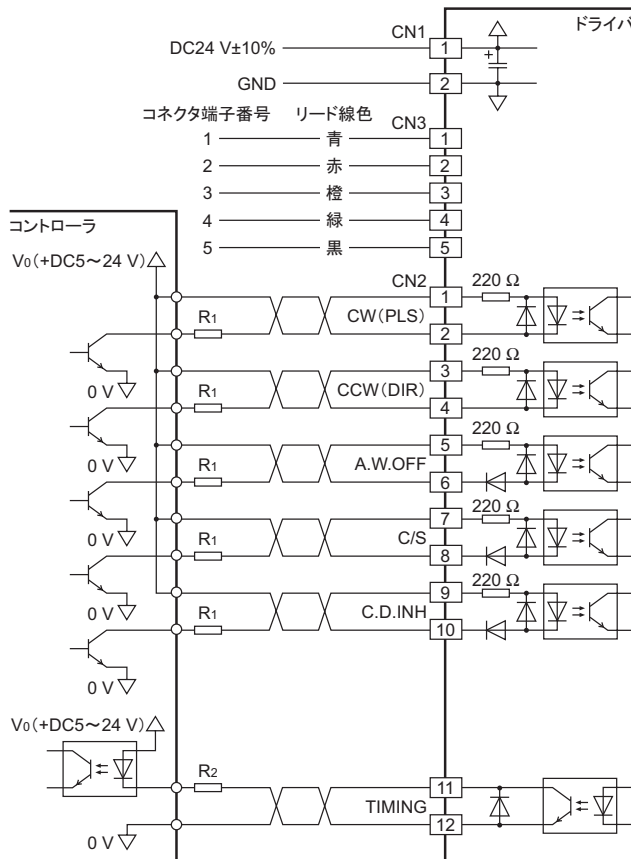 ドライバ
CN1
DC24 V±10%
1
+
GND
2
コネクタ端子番号 リード線色
CN3
1 青 1
2 赤 2
3 橙 3
4 緑 4
5 黒 5
コントローラ
V0(+DC5～24 V)
CN2
1 220 Ω
R1
CW(PLS)
2
0 V
3 220 Ω
R1
CCW(DIR)
4
0 V
5 220 Ω
R1
A.W.OFF
6
0 V
7 220 Ω
R1
C/S
8
0 V
9 220 Ω
R1
C.D.INH
10
0 V
V0(+DC5～24 V)
R2
11
TIMING
12
0 V